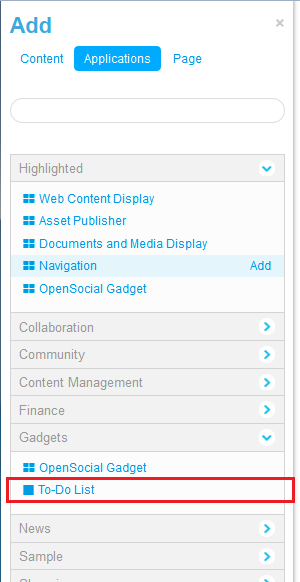 Add ×
Content Applications Page
Highlighted
Web Content Display
Asset Publisher
Documents and Media Display
Navigation Add
OpenSocial Gadget
Collaboration
Community
Content Management
Finance
Gadgets
OpenSocial Gadget
To-Do List
News
Sample